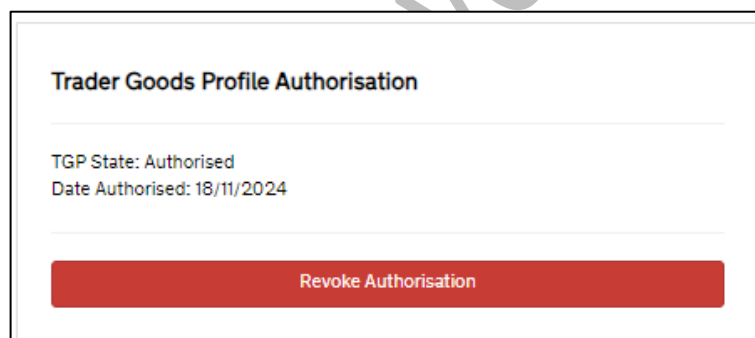 Trader Goods Profile Authorisation
TGP State: Authorised
Date Authorised: 18/11/2024
Revoke Authorisation